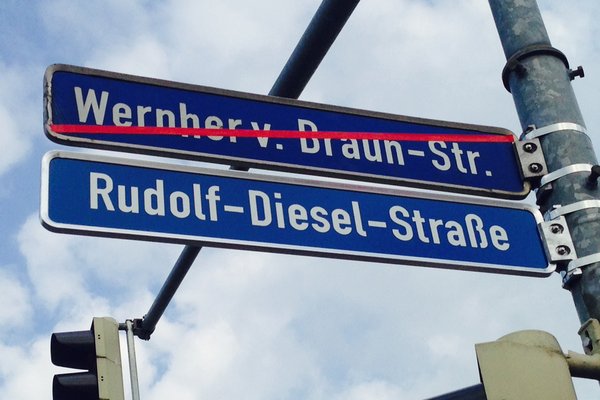 Wernher v. Braun-Str.
Rudolf-Diesel-Straße